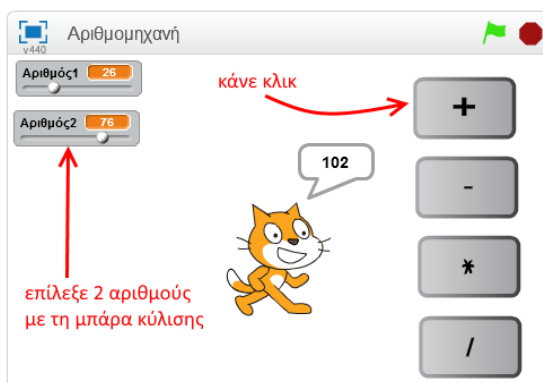 Αριθμομηχανή
v440
Αριθμός1 26
Αριθμός2 76
κάνε κλικ
+
102
-
*
επίλεξε 2 αριθμούς
με τη μπάρα κύλισης
/